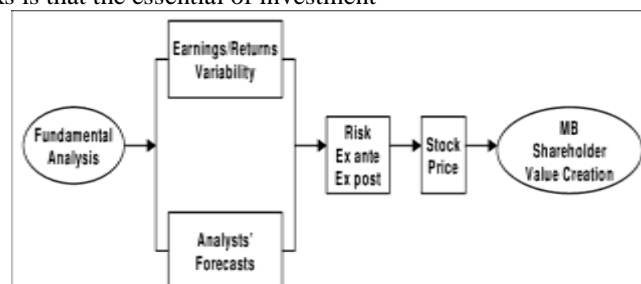 is that the essential of investment
Earnings/Returns
Variability
Fundamental
Analysis
Risk
Ex ante
Ex post
Stock
Price
MB
Shareholder
Value Creation
Analysts'
Forecasts